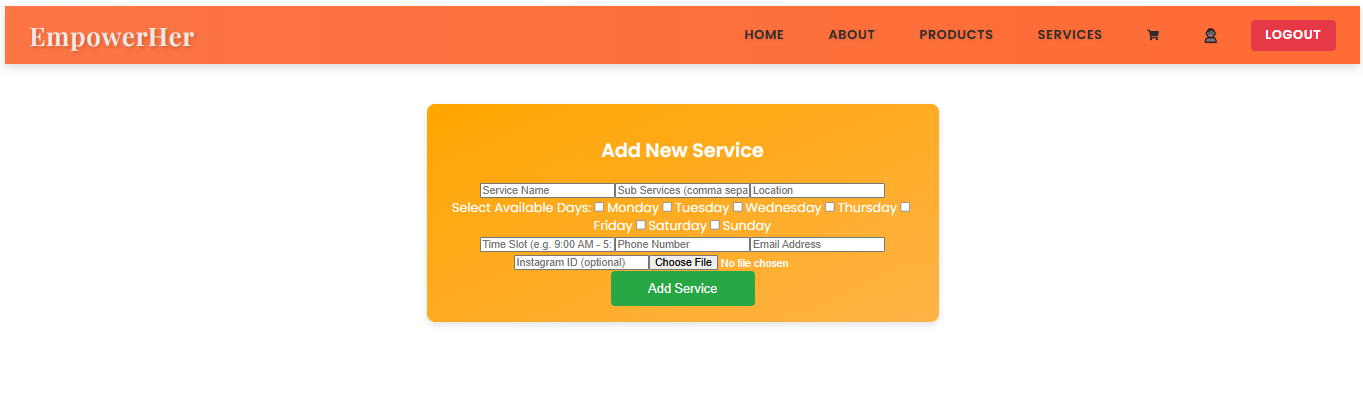 EmpowerHer HOME ABOUT PRODUCTS SERVICES LOGOUT
Add New Service
Service Name Sub Services (comma sepa Location
Select Available Days: Monday Tuesday Wednesday Thursday
Friday Saturday Sunday
Time Slot (e.g. 9:00 AM - 5: Phone Number Email Address
Instagram ID (optional) Choose File No file chosen
Add Service